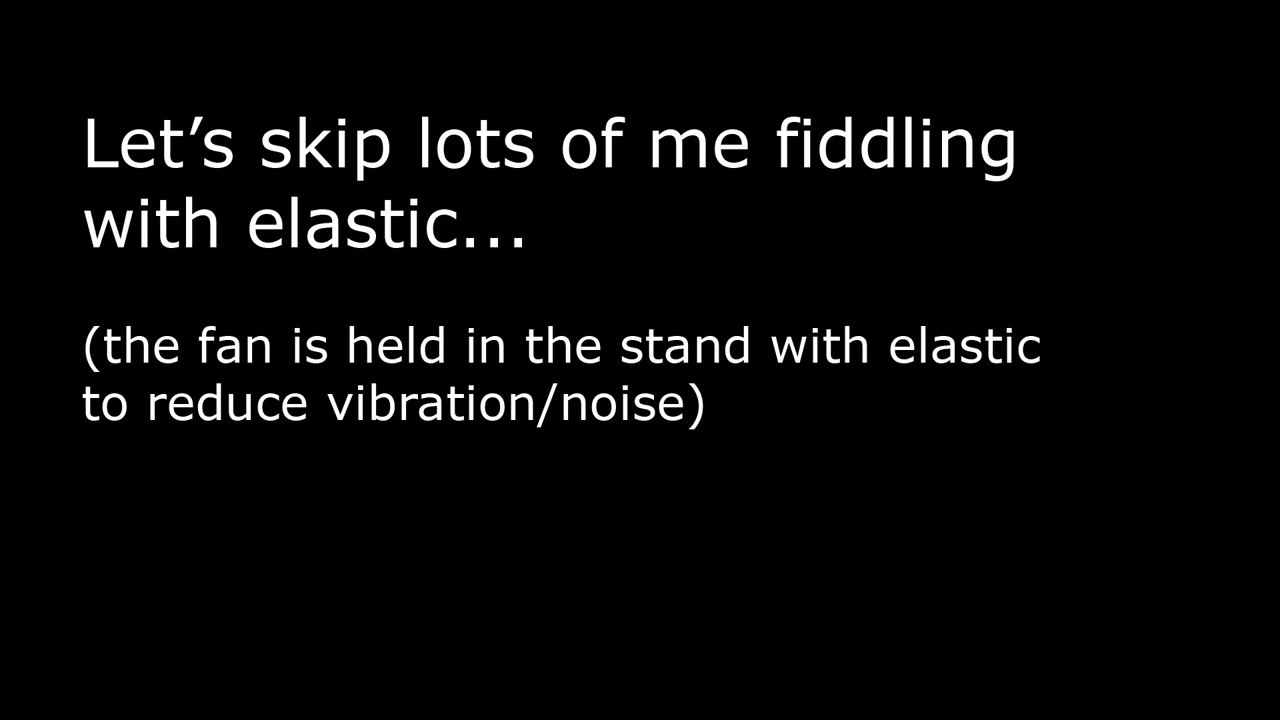 Let’s skip lots of me fiddling
with elastic...
(the fan is held in the stand with elastic
to reduce vibration/noise)